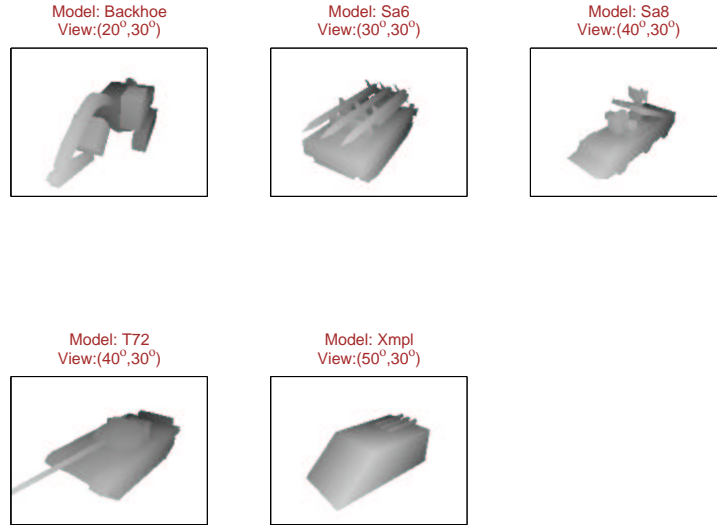 Model: Backhoe
View:(20°,30°)
Model: Sa6
View:(30°,30°)
Model: Sa8
View:(40°,30°)
Model: T72
View:(40°,30°)
Model: Xmpl
View:(50°,30°)